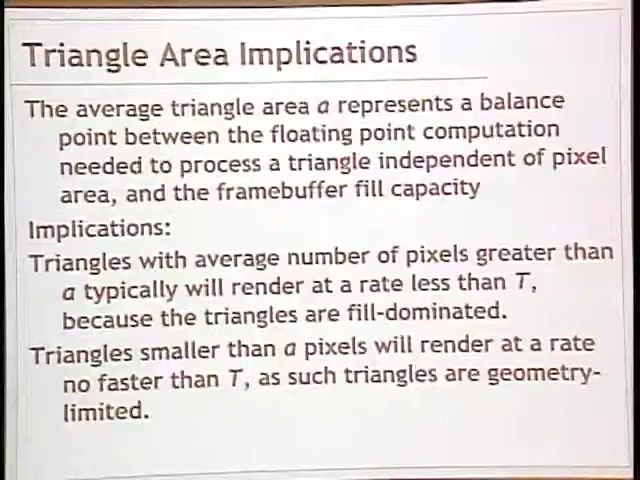 Triangle Area Implications
The average triangle area a represents a balance
point between the floating point computation
needed to process a triangle independent of pixel
area, and the framebuffer fill capacity
Implications:
Triangles with average number of pixels greater than
a typically will render at a rate less than T,
because the triangles are fill-dominated.
Triangles smaller than a pixels will render at a rate
no faster than T, as such triangles are geometry-
limited.